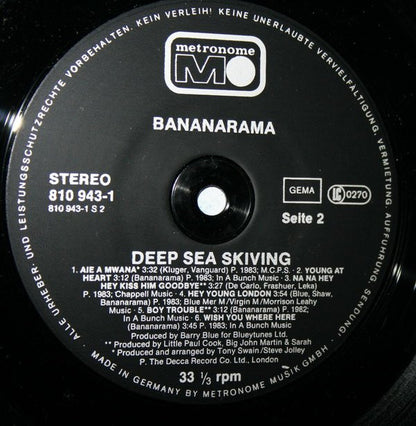 ALLE URHEBER- UND LEISTUNGSSCHUTZRECHTE VORBEHALTEN. KEIN VERLEIH! KEINE UNERLAUBTE VERVIELFÄLTIGUNG, VERMIETUNG, AUFFÜHRUNG, SENDUNG!
metronome
M
BANANARAMA
STEREO
810 943-1
810 943-1 S 2
GEMA
LC 0270
Seite 2
DEEP SEA SKIVING
1. AIE A MWANA* 3:32 (Kluger, Vanguard) P. 1983; M.C.P.S. · 2. YOUNG AT
HEART 3:12 (Bananarama) P. 1983; In A Bunch Music · 3. NA NA HEY
HEY KISS HIM GOODBYE** 3:27 (De Carlo, Frashuer, Leka)
P. 1983; Chappell Music · 4. HEY YOUNG LONDON 3:54 (Blue, Shaw,
Bananarama) P. 1983; Blue Mer M/Virgin M/Morrison Leahy
Music · 5. BOY TROUBLE** 3:12 (Bananarama) P. 1982;
In A Bunch Music · 6. WISH YOU WHERE HERE
(Bananarama) 3:45 P. 1983; In A Bunch Music
Produced by Barry Blue for Blueytunes Ltd.
* Produced by Little Paul Cook, Big John Martin & Sarah
** Produced and arranged by Tony Swain/Steve Jolley
P. The Decca Record Co. Ltd., London
33 1/3 rpm
MADE IN GERMANY BY METRONOME MUSIK GMBH